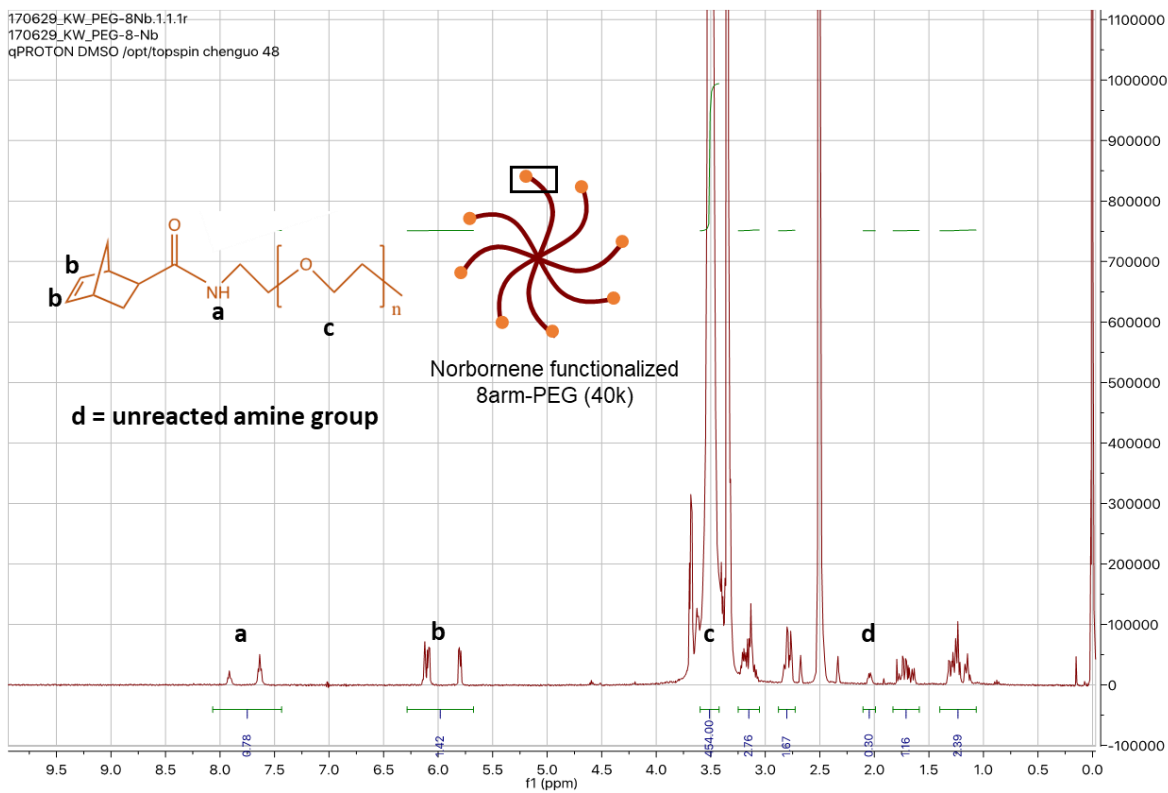 170629_KW_PEG-8Nb.1.1.1r
170629_KW_PEG-8-Nb
qPROTON DMSO /opt/topspin chenguo 48
1100000
1000000
900000
800000
700000
600000
500000
400000
300000
200000
100000
0
-100000
O
b
b
NH
a
O
n
c
Norbornene functionalized
8arm-PEG (40k)
d = unreacted amine group
a
b
c
d
0.78
1.42
454.00
2.76
1.67
0.30
1.16
2.39
9.5 9.0 8.5 8.0 7.5 7.0 6.5 6.0 5.5 5.0 4.5 4.0 3.5 3.0 2.5 2.0 1.5 1.0 0.5 0.0
f1 (ppm)